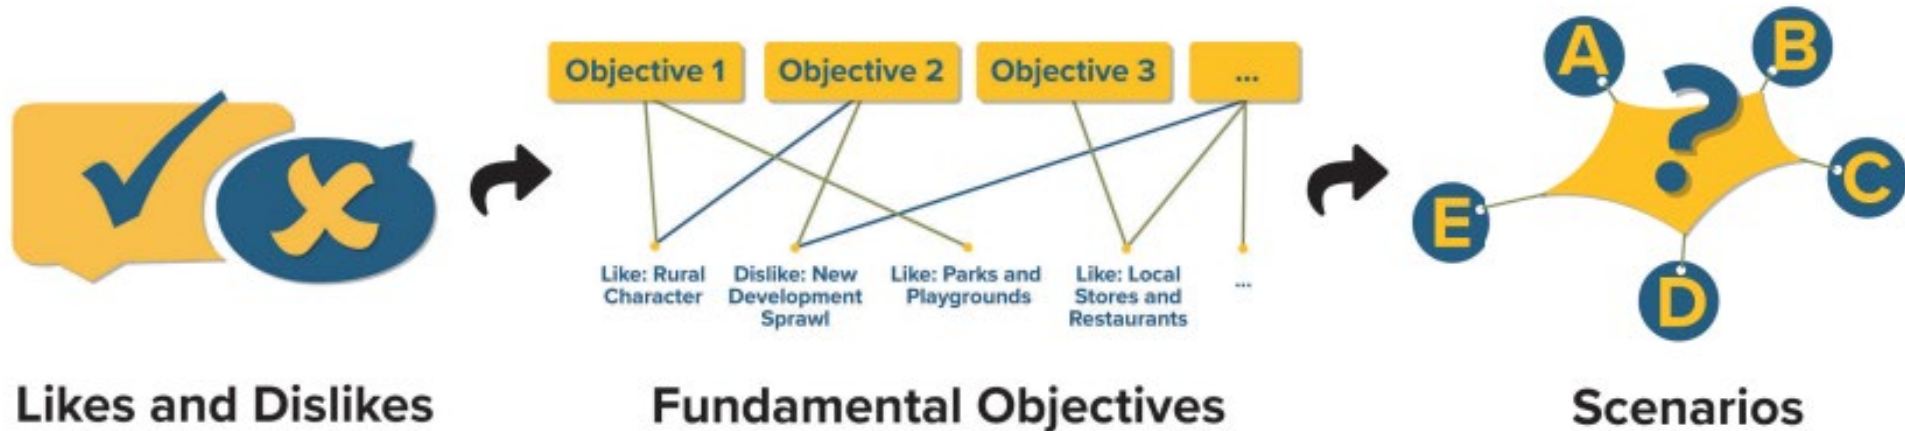 Objective 1
Objective 2
Objective 3
...
Like: Rural
Character
Dislike: New
Development
Sprawl
Like: Parks and
Playgrounds
Like: Local
Stores and
Restaurants
...
A
B
C
D
E
?
Likes and Dislikes
Fundamental Objectives
Scenarios